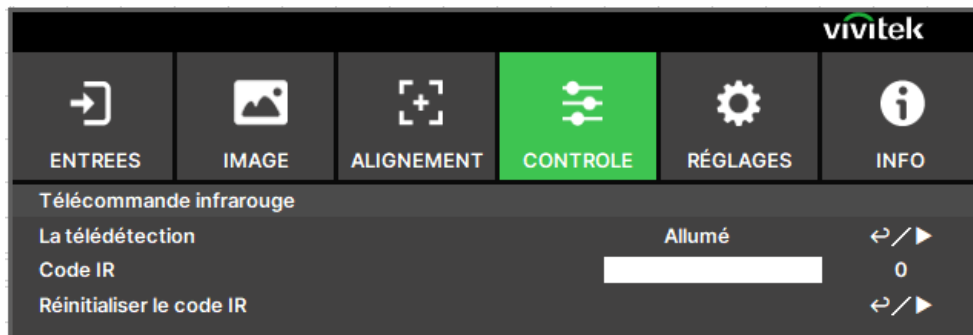 vivitek
ENTREES IMAGE ALIGNEMENT CONTROLE RÉGLAGES INFO
Télécommande infrarouge
La télédétection Allumé ↵/▶
Code IR 0
Réinitialiser le code IR ↵/▶